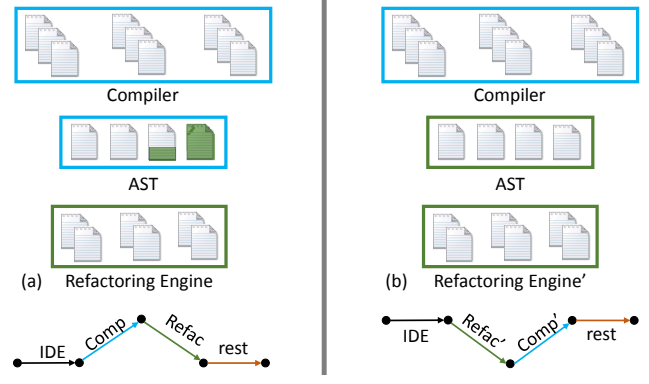 Compiler
AST
(a) Refactoring Engine
IDE
Comp
Refac
rest
Compiler
AST
(b) Refactoring Engine'
IDE
Refac'
Comp'
rest